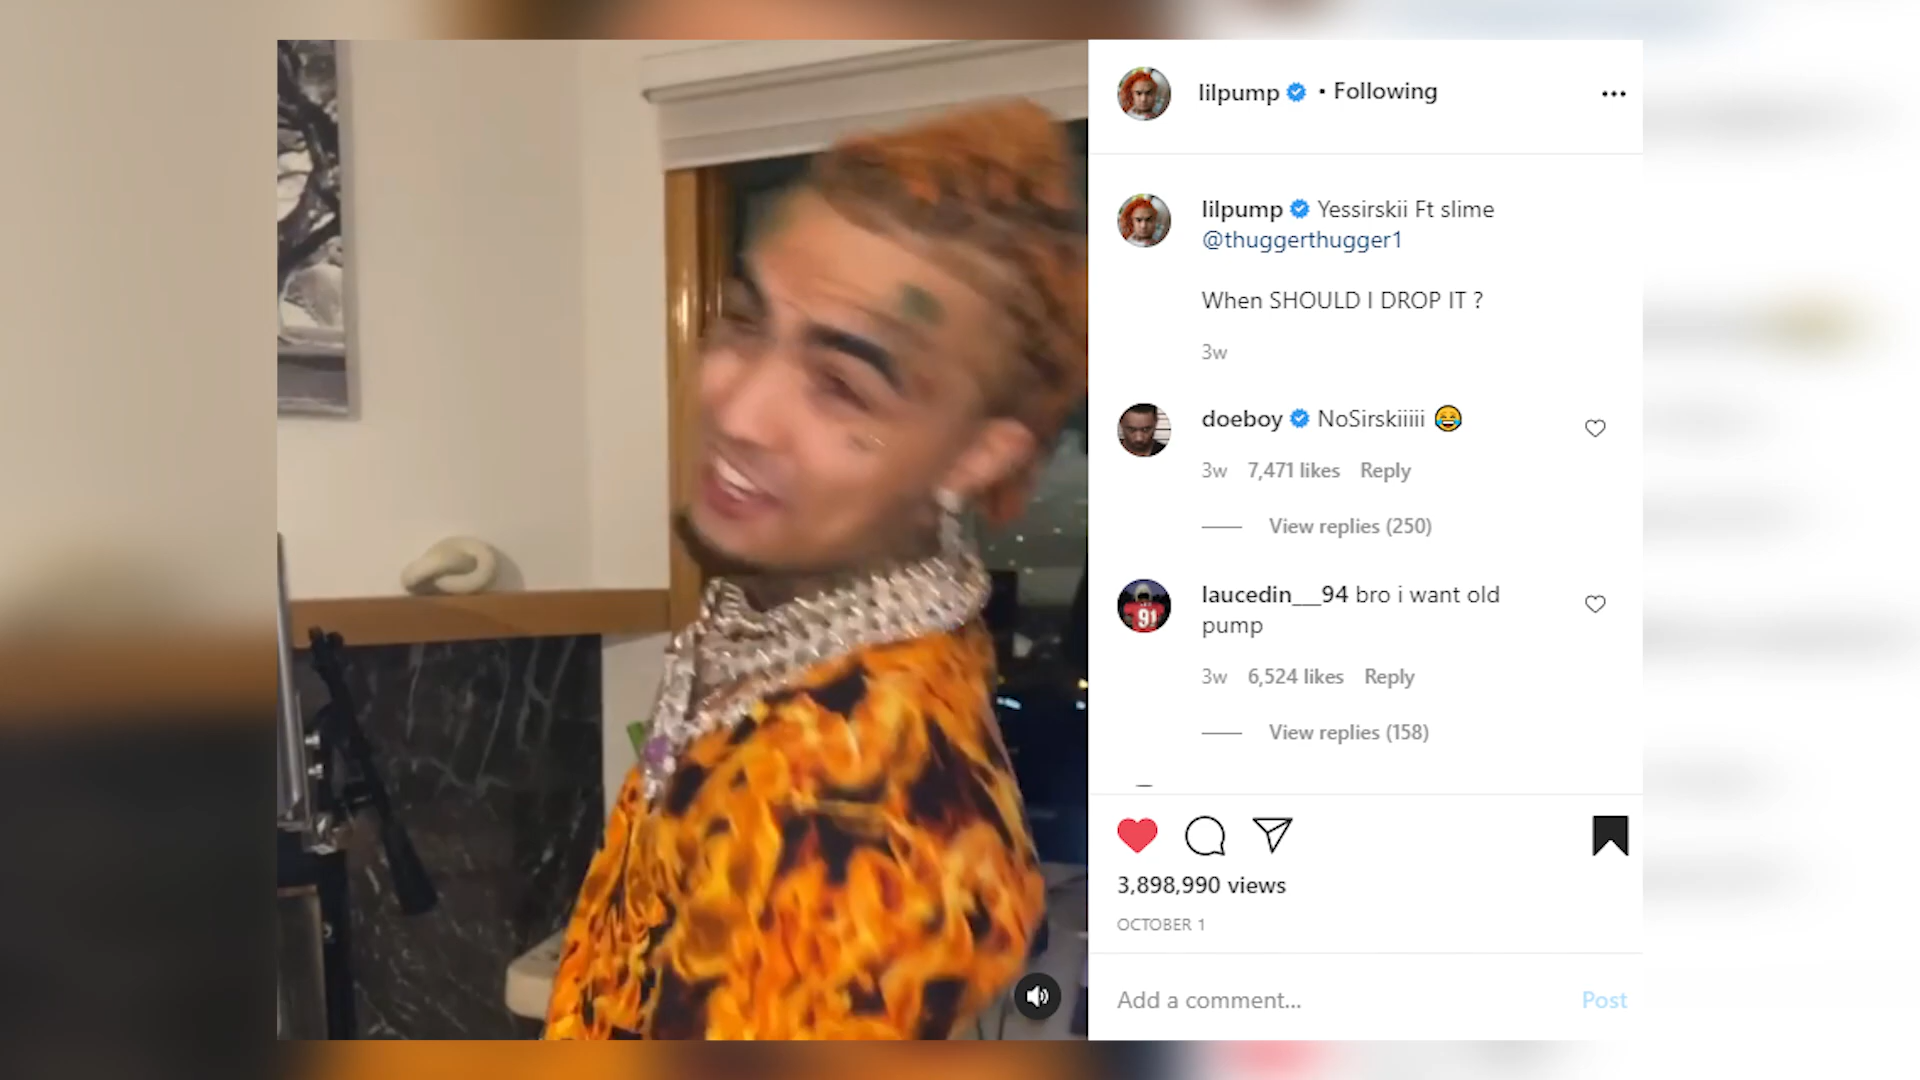 lilpump • Following
lilpump Yessirskii Ft slime
@thuggerthugger1
When SHOULD I DROP IT ?
3w
doeboy NoSirskiiiii 😂
3w 7,471 likes Reply
View replies (250)
laucedin___94 bro i want old
pump
3w 6,524 likes Reply
View replies (158)
3,898,990 views
OCTOBER 1
Add a comment... Post
91